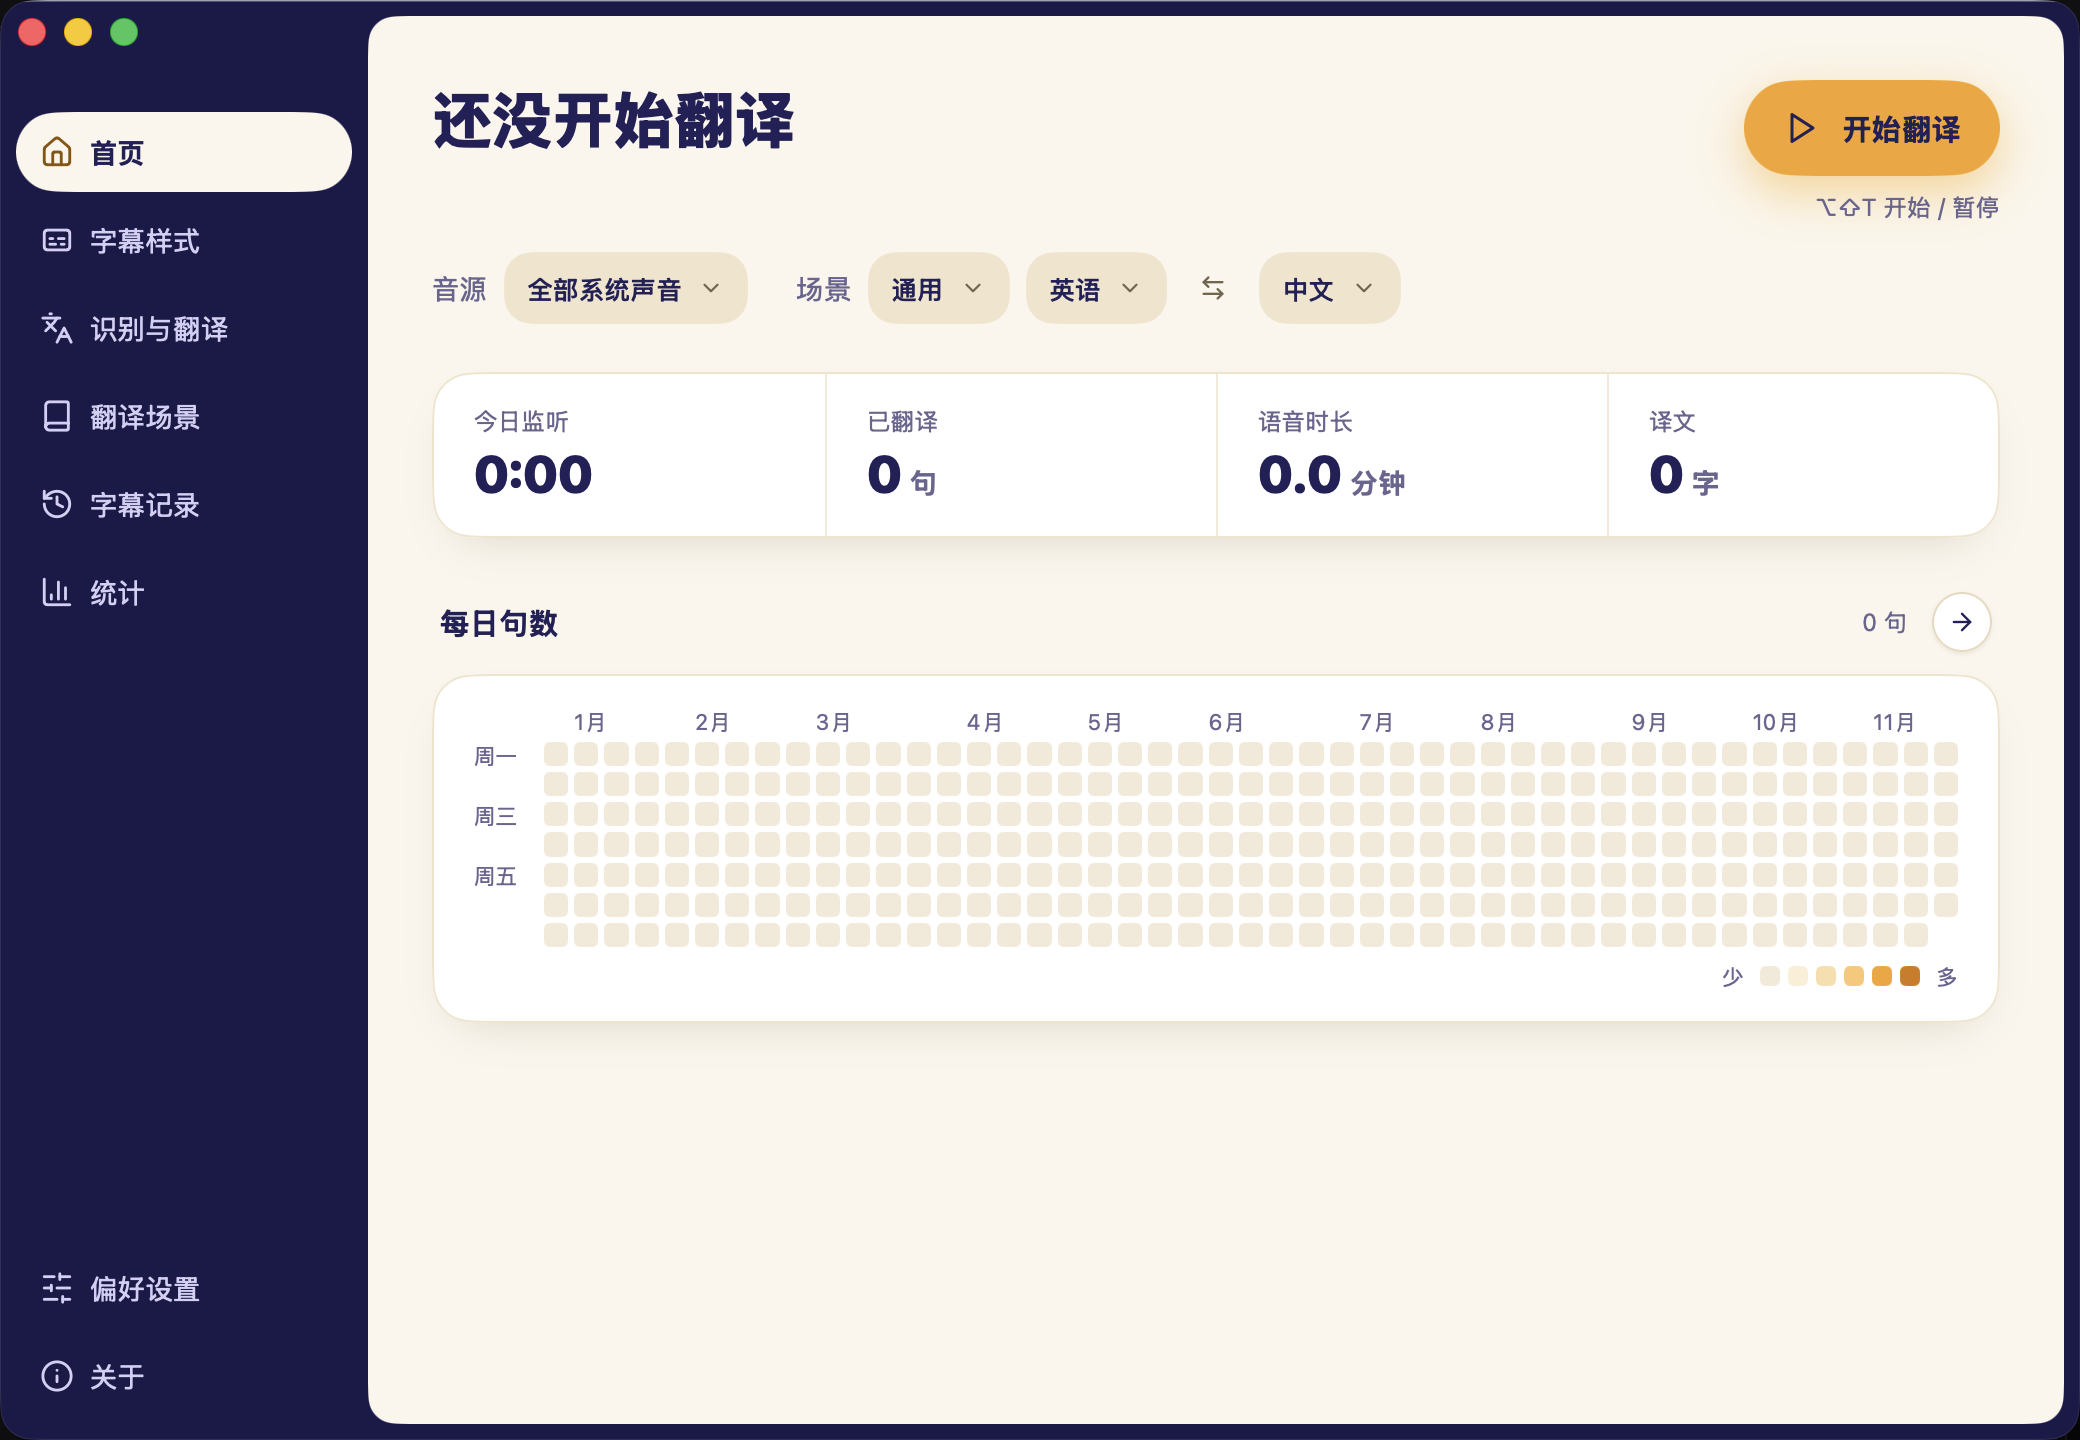 首页
字幕样式
识别与翻译
翻译场景
字幕记录
统计
偏好设置
关于
还没开始翻译
开始翻译
⌥⇧T 开始 / 暂停
音源 全部系统声音 场景 通用 英语 中文
今日监听 已翻译 语音时长 译文
0:00 0 句 0.0 分钟 0 字
每日句数 0 句
1月 2月 3月 4月 5月 6月 7月 8月 9月 10月 11月
周一
周三
周五
少 多